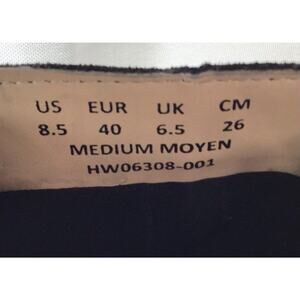 US EUR UK CM
8.5 40 6.5 26
MEDIUM MOYEN
HW06308-001